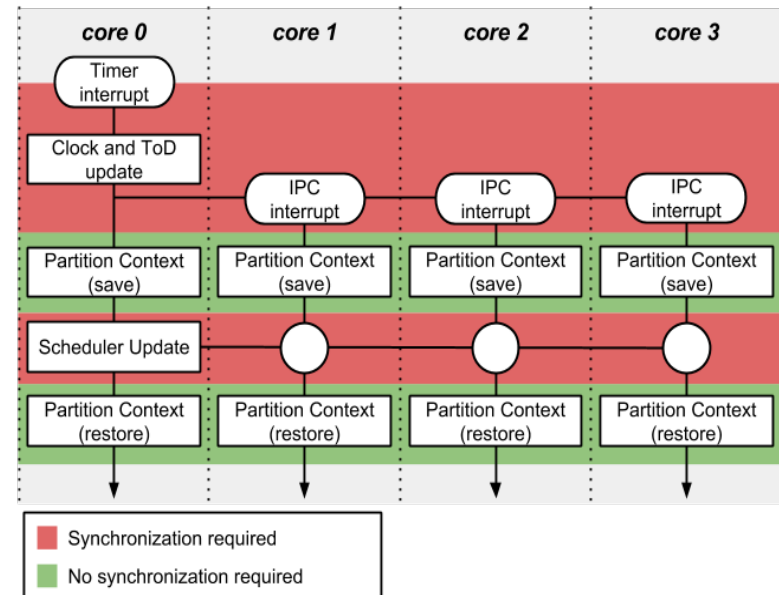 core 0
core 1
core 2
core 3
Timer
interrupt
Clock and ToD
update
IPC
interrupt
IPC
interrupt
IPC
interrupt
Partition Context
(save)
Partition Context
(save)
Partition Context
(save)
Partition Context
(save)
Scheduler Update
Partition Context
(restore)
Partition Context
(restore)
Partition Context
(restore)
Partition Context
(restore)
Synchronization required
No synchronization required